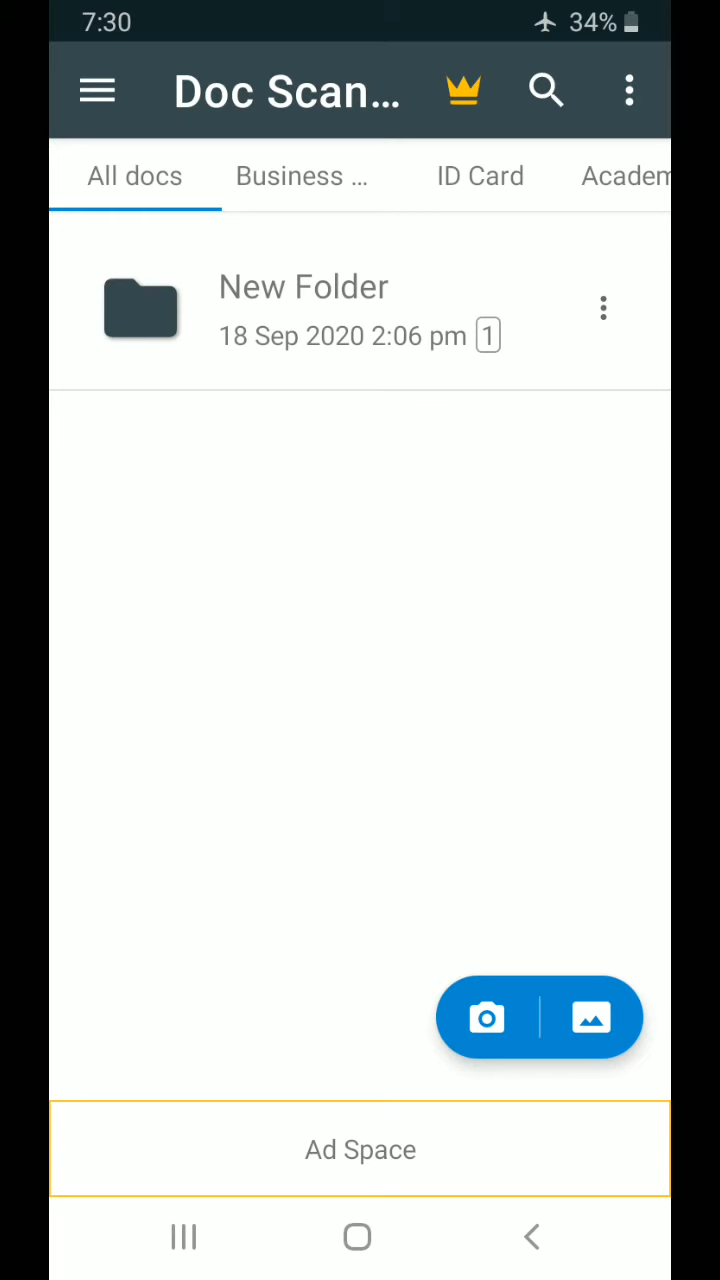 7:30 34%
Doc Scan...
All docs Business ... ID Card Academ
New Folder
18 Sep 2020 2:06 pm 1
Ad Space